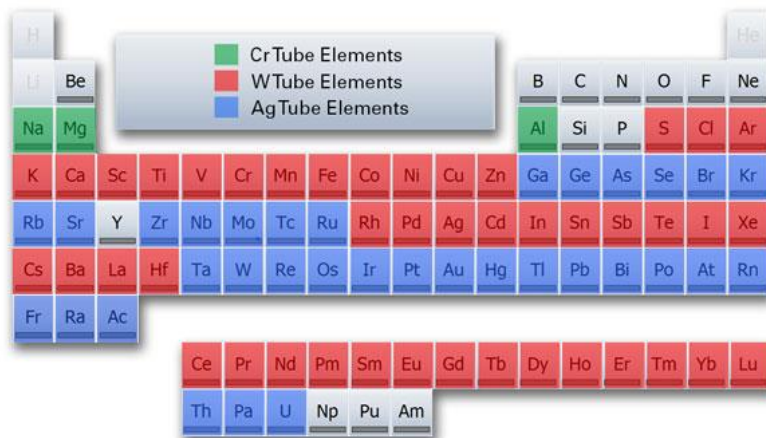 H He
Cr Tube Elements
W Tube Elements
Ag Tube Elements
Li Be B C N O F Ne
Na Mg Al Si P S Cl Ar
K Ca Sc Ti V Cr Mn Fe Co Ni Cu Zn Ga Ge As Se Br Kr
Rb Sr Y Zr Nb Mo Tc Ru Rh Pd Ag Cd In Sn Sb Te I Xe
Cs Ba La Hf Ta W Re Os Ir Pt Au Hg Tl Pb Bi Po At Rn
Fr Ra Ac
Ce Pr Nd Pm Sm Eu Gd Tb Dy Ho Er Tm Yb Lu
Th Pa U Np Pu Am